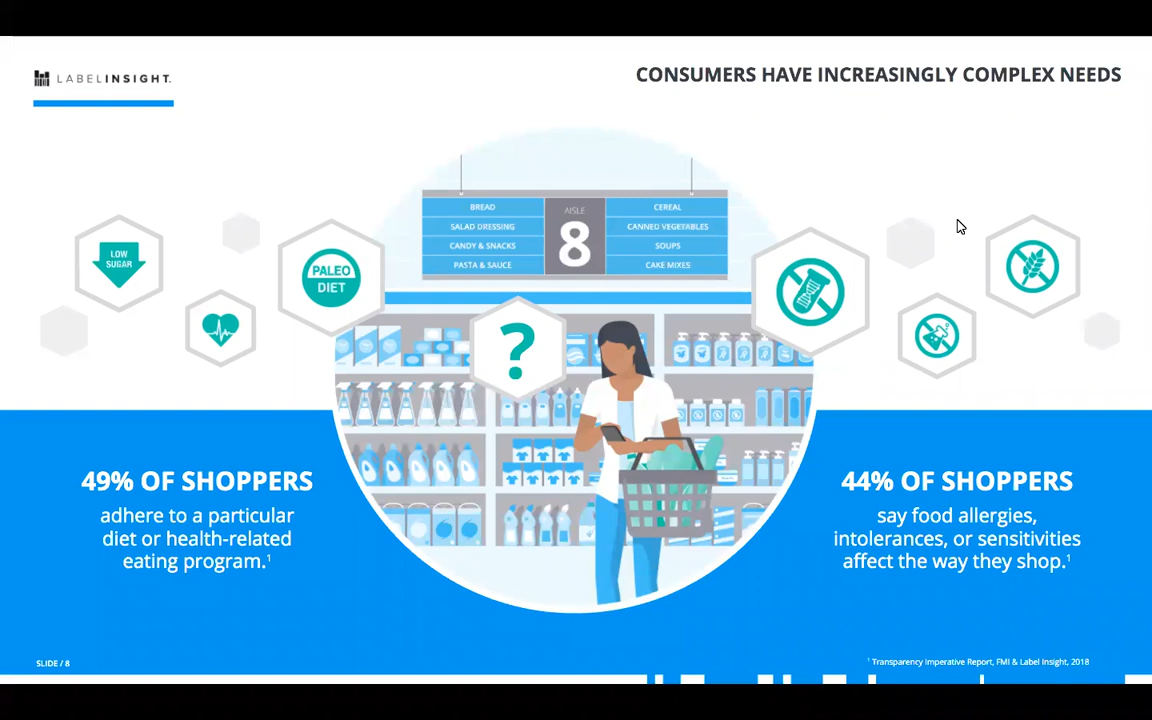 LABELINSIGHT.
CONSUMERS HAVE INCREASINGLY COMPLEX NEEDS
BREAD
SALAD DRESSING
CANDY & SNACKS
PASTA & SAUCE
AISLE
8
CEREAL
CANNED VEGETABLES
SOUPS
CAKE MIXES
LOW
SUGAR
PALEO
DIET
?
49% OF SHOPPERS
adhere to a particular
diet or health-related
eating program.¹
44% OF SHOPPERS
say food allergies,
intolerances, or sensitivities
affect the way they shop.¹
SLIDE / 8
¹ Transparency Imperative Report, FMI & Label Insight, 2018